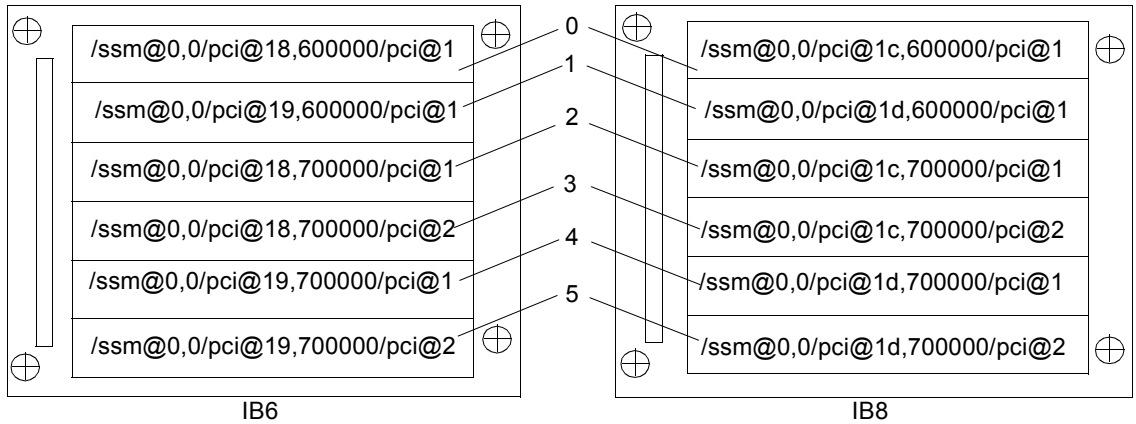 /ssm@0,0/pci@18,600000/pci@1
/ssm@0,0/pci@19,600000/pci@1
/ssm@0,0/pci@18,700000/pci@1
/ssm@0,0/pci@18,700000/pci@2
/ssm@0,0/pci@19,700000/pci@1
/ssm@0,0/pci@19,700000/pci@2
IB6
0
1
2
3
4
5
/ssm@0,0/pci@1c,600000/pci@1
/ssm@0,0/pci@1d,600000/pci@1
/ssm@0,0/pci@1c,700000/pci@1
/ssm@0,0/pci@1c,700000/pci@2
/ssm@0,0/pci@1d,700000/pci@1
/ssm@0,0/pci@1d,700000/pci@2
IB8